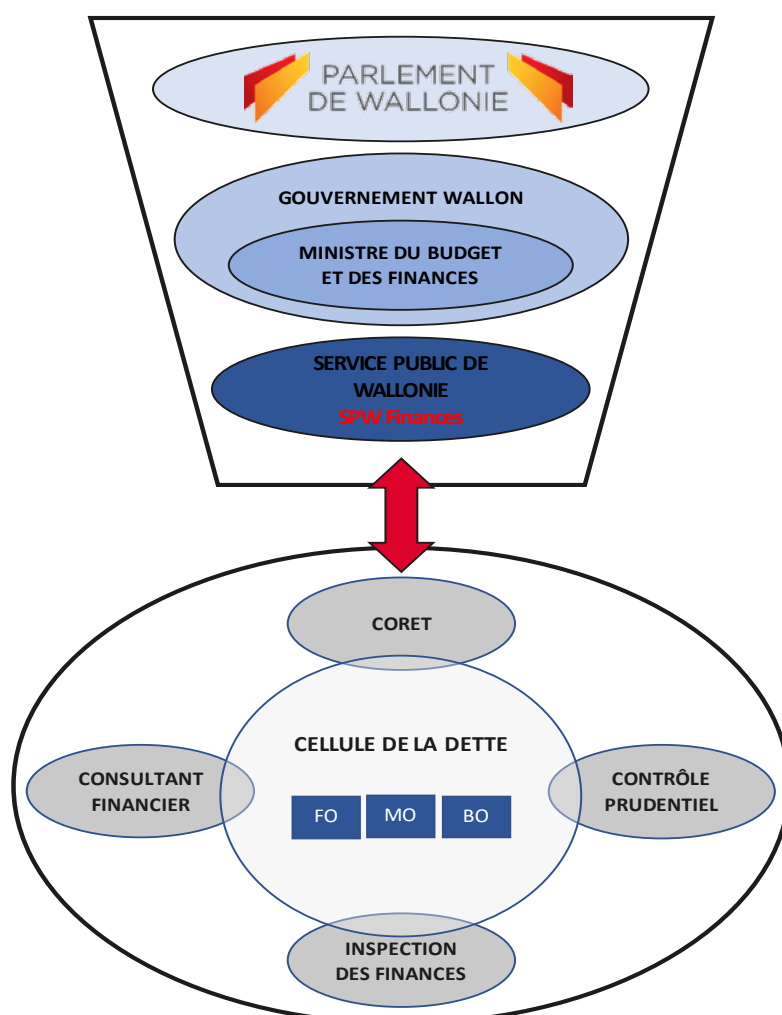 PARLEMENT
DE WALLONIE
GOUVERNEMENT WALLON
MINISTRE DU BUDGET
ET DES FINANCES
SERVICE PUBLIC DE
WALLONIE
SPW Finances
CORET
CELLULE DE LA DETTE
CONSULTANT
FINANCIER
CONTRÔLE
PRUDENTIEL
FO MO BO
INSPECTION
DES FINANCES